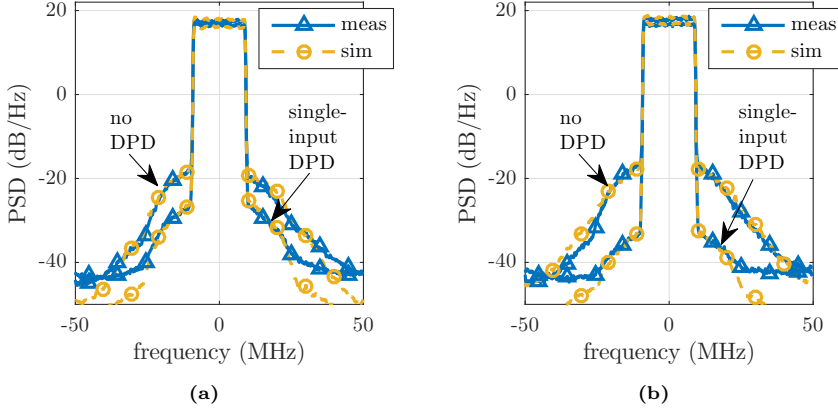 20
0
-20
-40
PSD (dB/Hz)
-50
0
50
frequency (MHz)
meas
sim
no
DPD
single-
input
DPD
(a)
20
0
-20
-40
PSD (dB/Hz)
-50
0
50
frequency (MHz)
meas
sim
no
DPD
single-
input
DPD
(b)